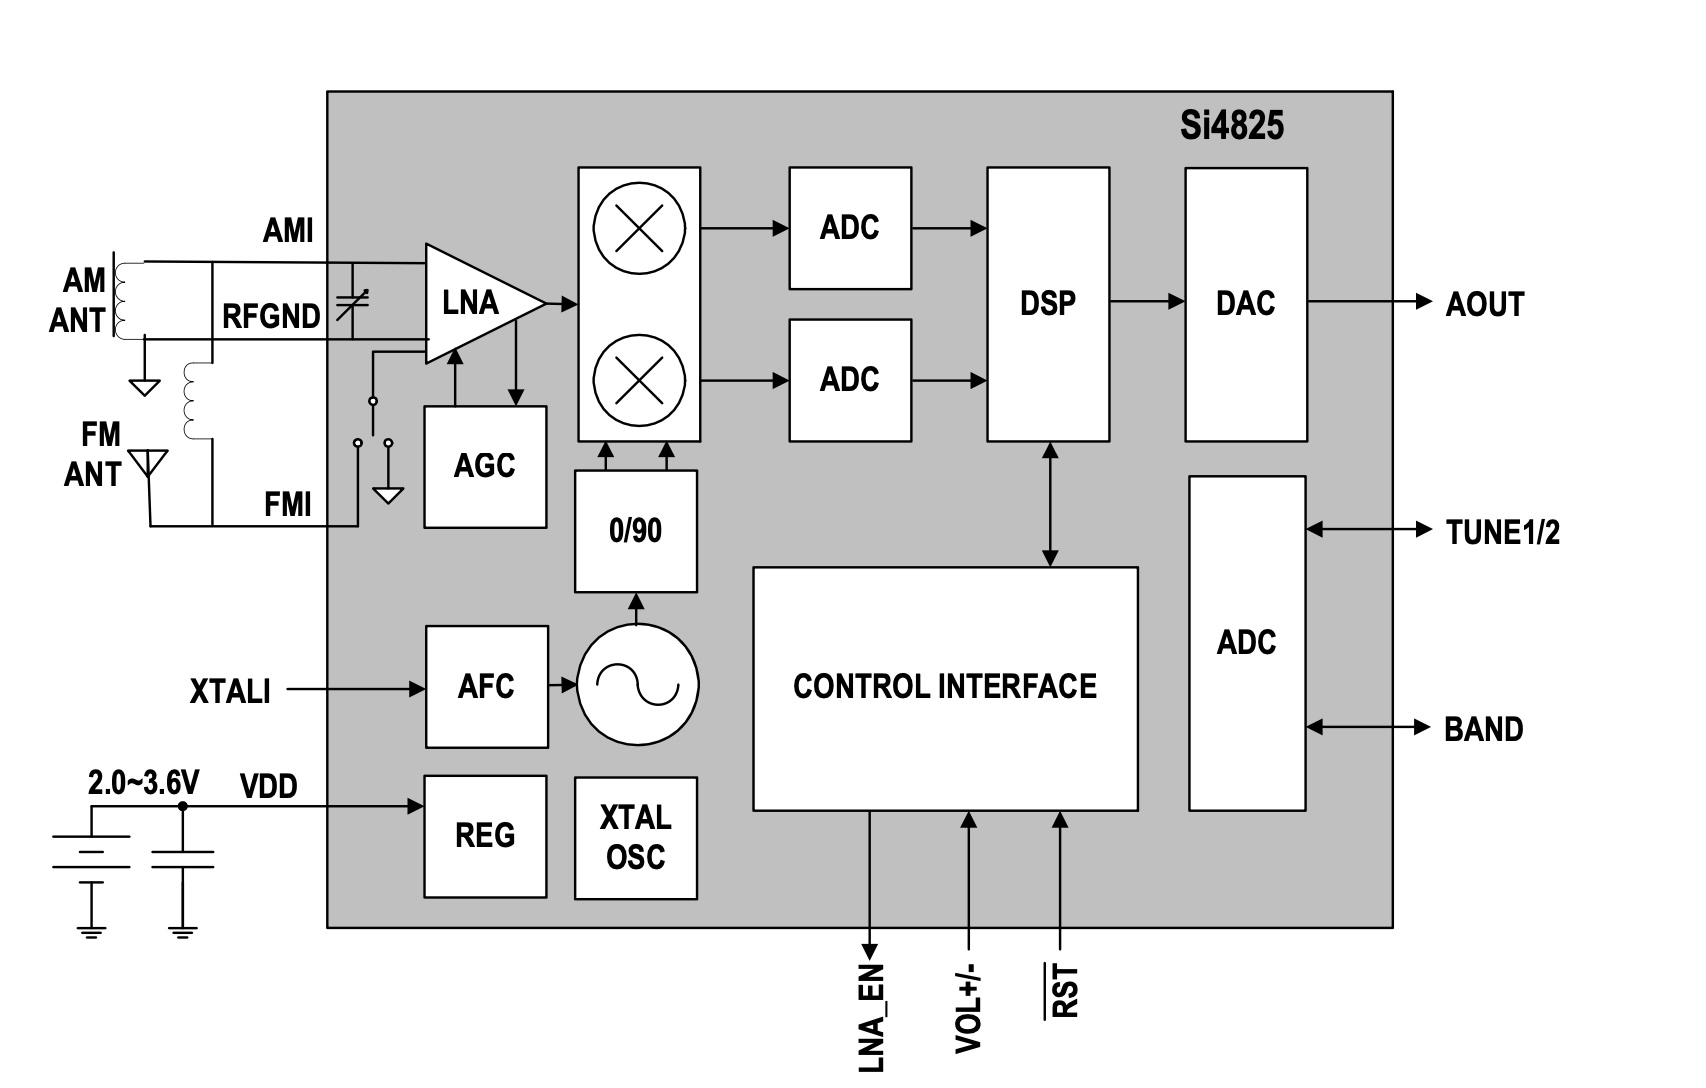 Si4825
AMI
AM
ANT
RFGND
LNA
ADC
ADC
DSP
DAC
AOUT
FM
ANT
FMI
AGC
0/90
TUNE1/2
XTALI
AFC
CONTROL INTERFACE
ADC
BAND
2.0~3.6V
VDD
REG
XTAL
OSC
LNA_EN
VOL+/-
RST